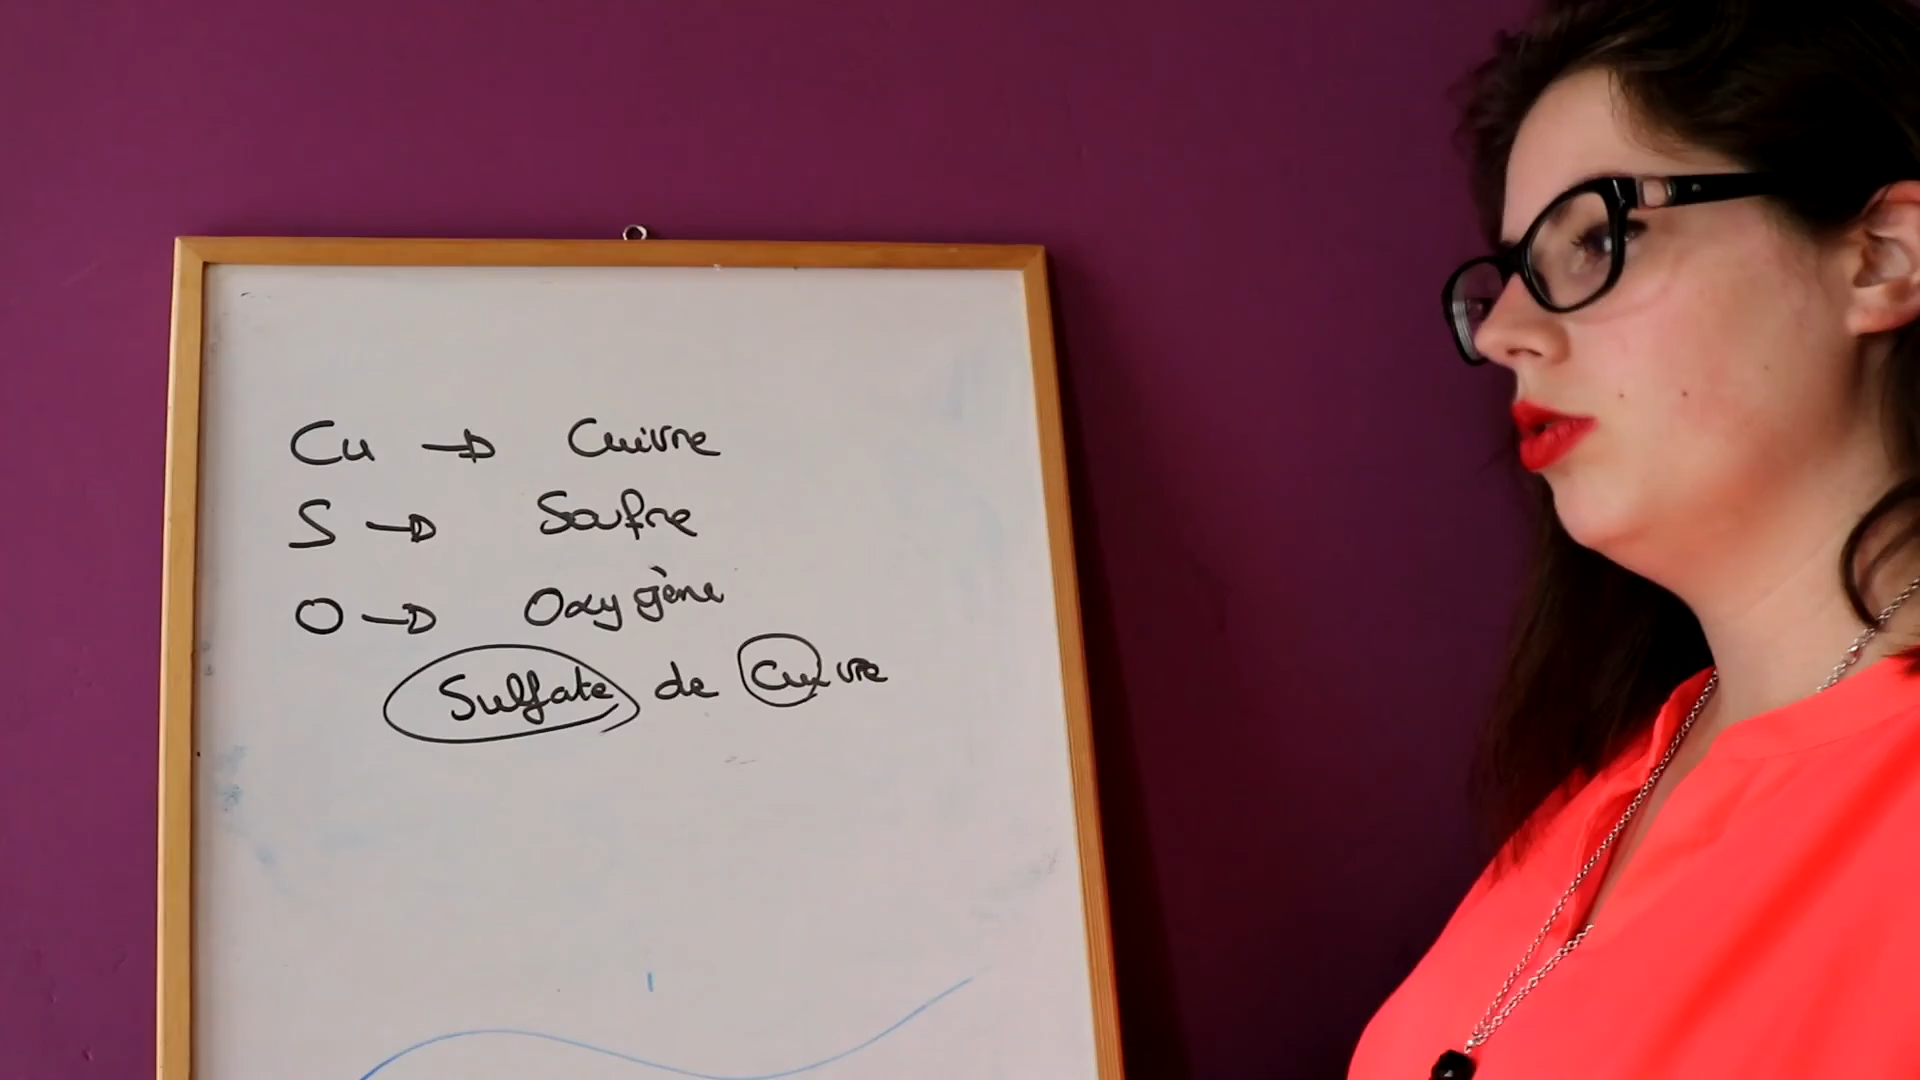 Cu → Cuivre
S → Soufre
O → Oxygène
Sulfate de cuivre